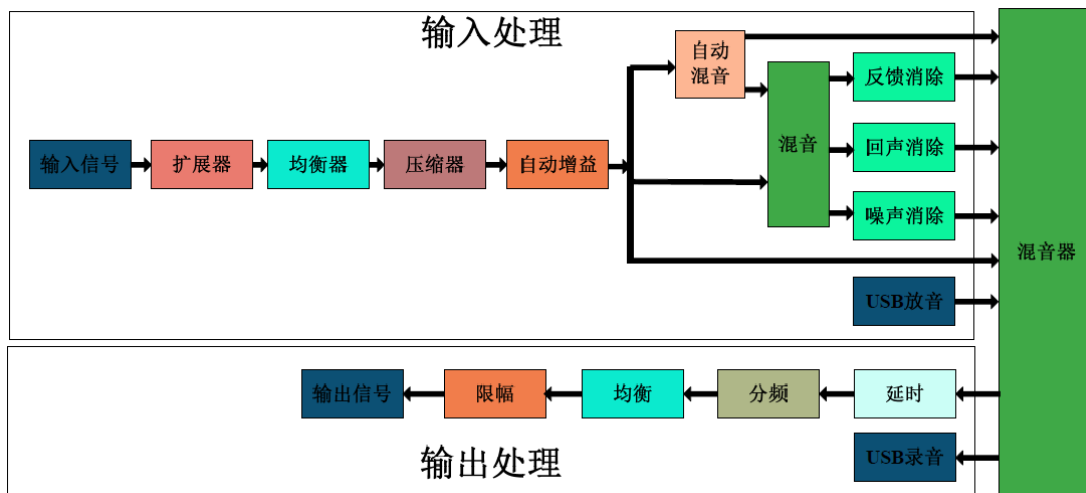 输入处理
自动
混音
反馈消除
混音
回声消除
噪声消除
输入信号
扩展器
均衡器
压缩器
自动增益
USB放音
混音器
输出信号
限幅
均衡
分频
延时
USB录音
输出处理